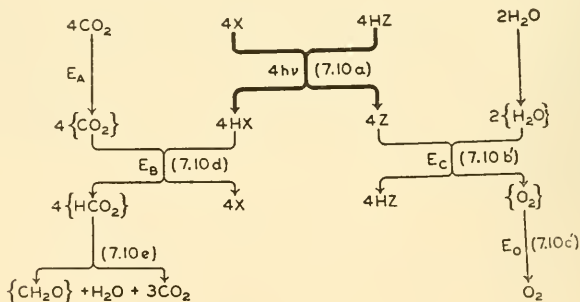 4CO₂ 4X 4HZ 2H₂O
E_A 4hν (7.10a)
4{CO₂} 4HX 4Z 2{H₂O}
E_B (7.10d) E_C (7.10b')
4{HCO₂} 4X 4HZ {O₂}
(7.10e) E_O (7.10c')
{CH₂O} +H₂O + 3CO₂ O₂